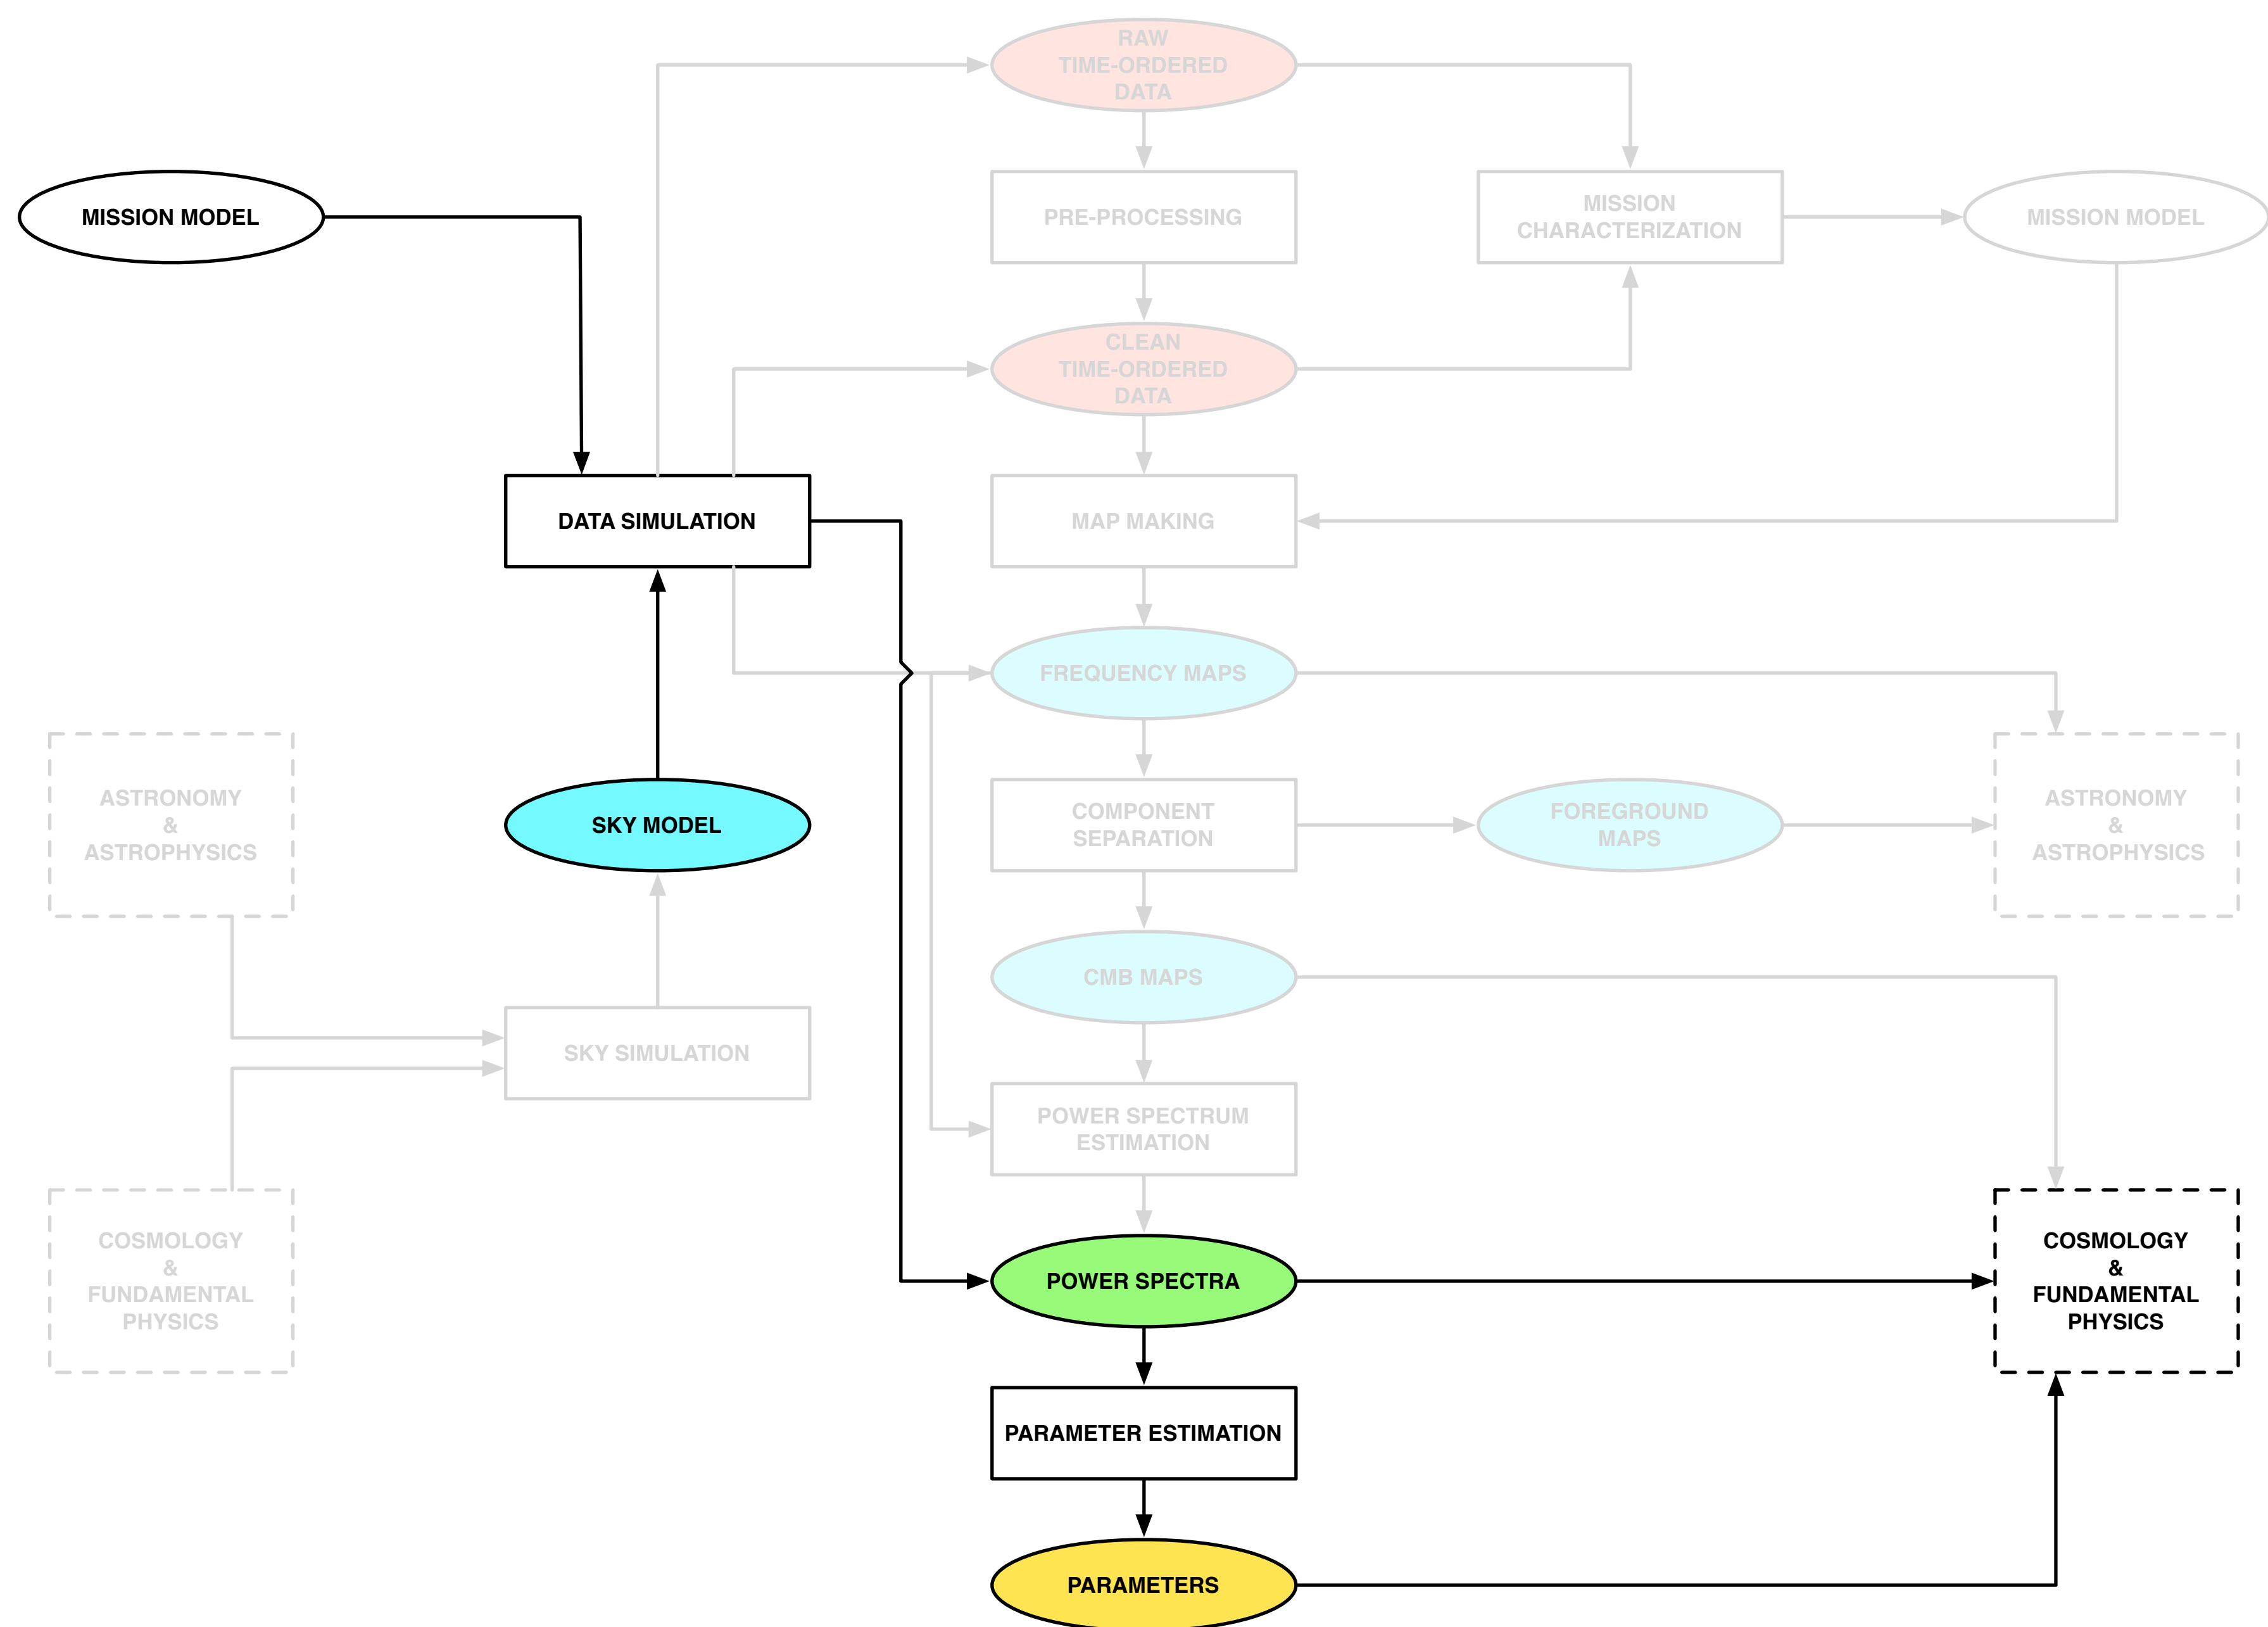 RAW
TIME-ORDERED
DATA
MISSION MODEL
PRE-PROCESSING
MISSION
CHARACTERIZATION
MISSION MODEL
CLEAN
TIME-ORDERED
DATA
DATA SIMULATION
MAP MAKING
FREQUENCY MAPS
ASTRONOMY
&
ASTROPHYSICS
SKY MODEL
COMPONENT
SEPARATION
FOREGROUND
MAPS
ASTRONOMY
&
ASTROPHYSICS
CMB MAPS
SKY SIMULATION
POWER SPECTRUM
ESTIMATION
COSMOLOGY
&
FUNDAMENTAL
PHYSICS
POWER SPECTRA
COSMOLOGY
&
FUNDAMENTAL
PHYSICS
PARAMETER ESTIMATION
PARAMETERS